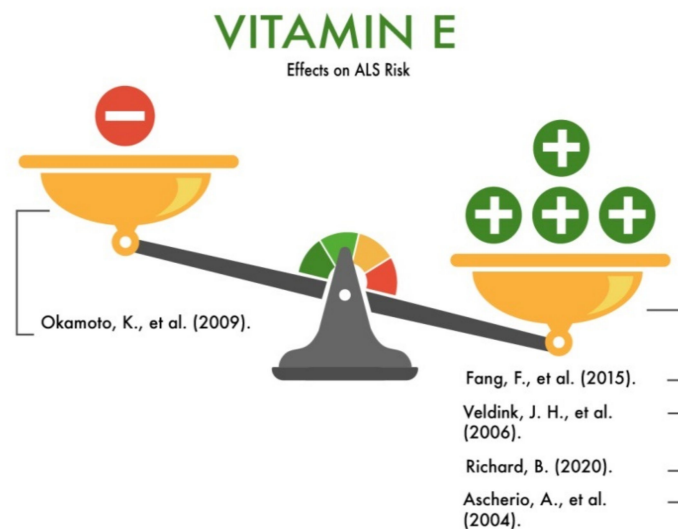 VITAMIN E
Effects on ALS Risk
Okamoto, K., et al. (2009).
Fang, F., et al. (2015).
Veldink, J. H., et al.
(2006).
Richard, B. (2020).
Ascherio, A., et al.
(2004).